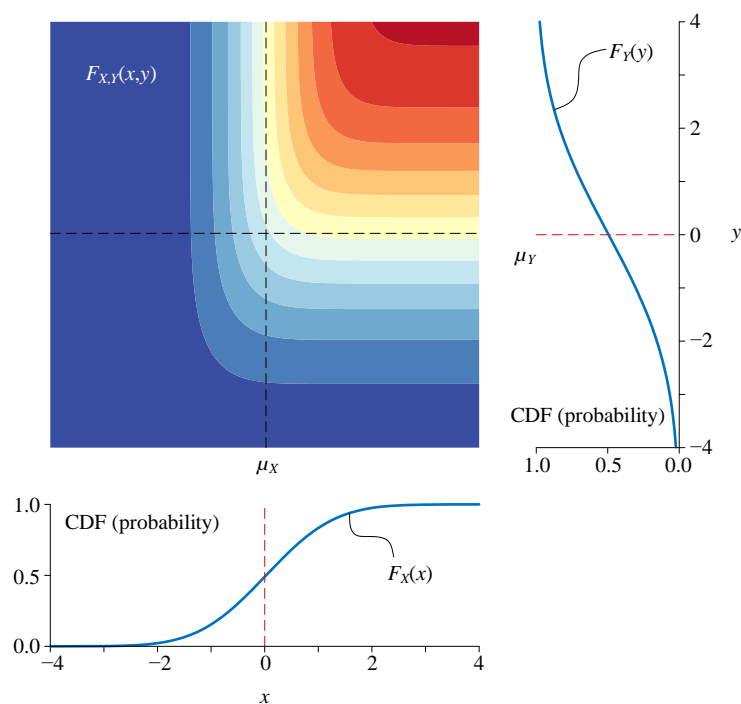 F_{X,Y}(x,y)
μ_X
4
F_Y(y)
2
0
y
μ_Y
−2
CDF (probability)
−4
1.0
0.5
0.0
1.0
CDF (probability)
0.5
F_X(x)
0.0
−4
−2
0
2
4
x